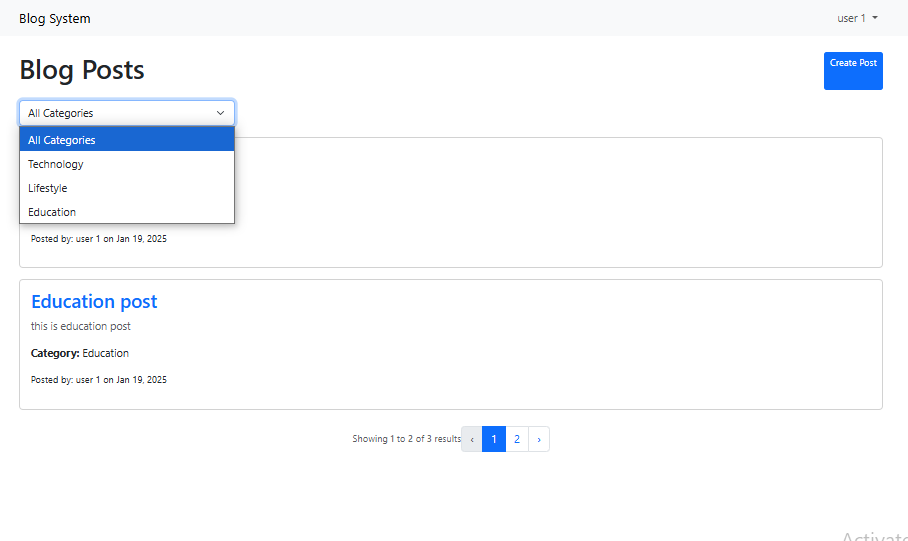 Blog System
user 1
Blog Posts
Create Post
All Categories
All Categories
Technology
Lifestyle
Education
Posted by: user 1 on Jan 19, 2025
Education post
this is education post
Category: Education
Posted by: user 1 on Jan 19, 2025
Showing 1 to 2 of 3 results ‹ 1 2 ›
Activate